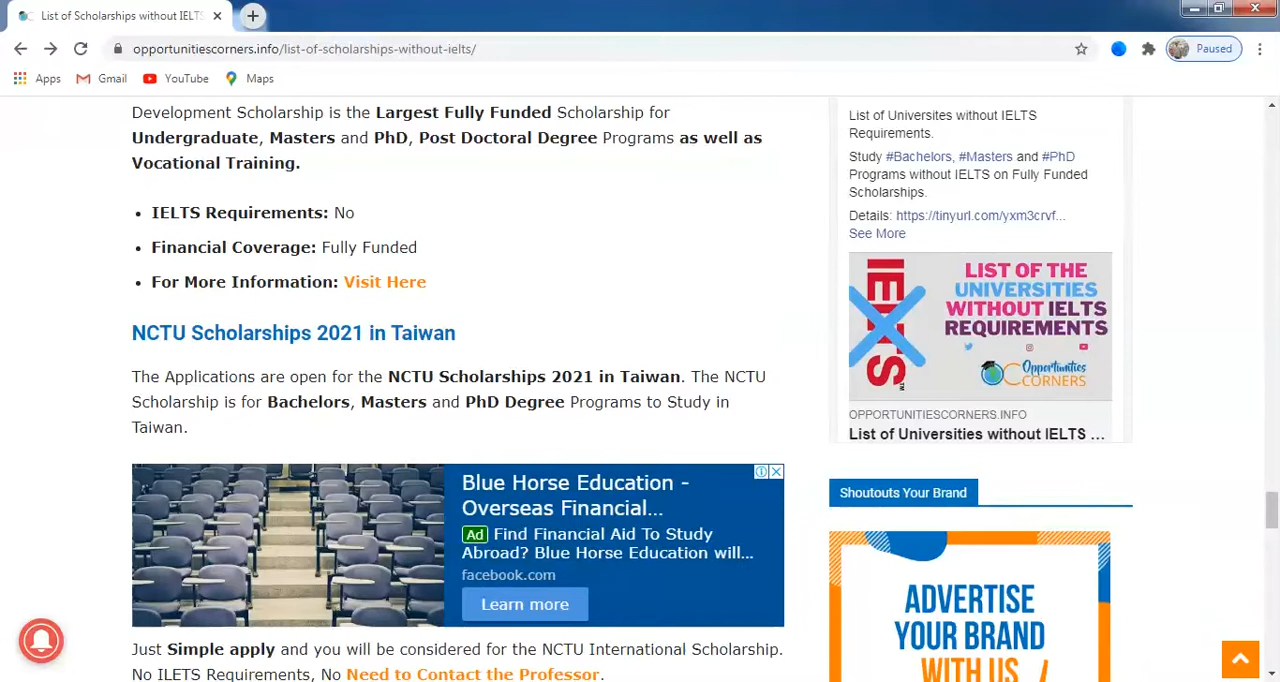 List of Scholarships without IELTS
opportunitiescorners.info/list-of-scholarships-without-ielts/
Paused
Apps
Gmail
YouTube
Maps
Development Scholarship is the Largest Fully Funded Scholarship for
Undergraduate, Masters and PhD, Post Doctoral Degree Programs as well as
Vocational Training.
• IELTS Requirements: No
• Financial Coverage: Fully Funded
• For More Information: Visit Here
NCTU Scholarships 2021 in Taiwan
The Applications are open for the NCTU Scholarships 2021 in Taiwan. The NCTU
Scholarship is for Bachelors, Masters and PhD Degree Programs to Study in
Taiwan.
Blue Horse Education -
Overseas Financial...
Ad Find Financial Aid To Study
Abroad? Blue Horse Education will...
facebook.com
Learn more
Just Simple apply and you will be considered for the NCTU International Scholarship.
No ILETS Requirements, No Need to Contact the Professor.
List of Universites without IELTS
Requirements.
Study #Bachelors, #Masters and #PhD
Programs without IELTS on Fully Funded
Scholarships.
Details: https://tinyurl.com/yxm3crvf...
See More
IELTS
TM
LIST OF THE
UNIVERSITIES
WITHOUT IELTS
REQUIREMENTS
Opportunities
CORNERS
OPPORTUNITIESCORNERS.INFO
List of Universities without IELTS ...
Shoutouts Your Brand
ADVERTISE
YOUR BRAND
WITH US